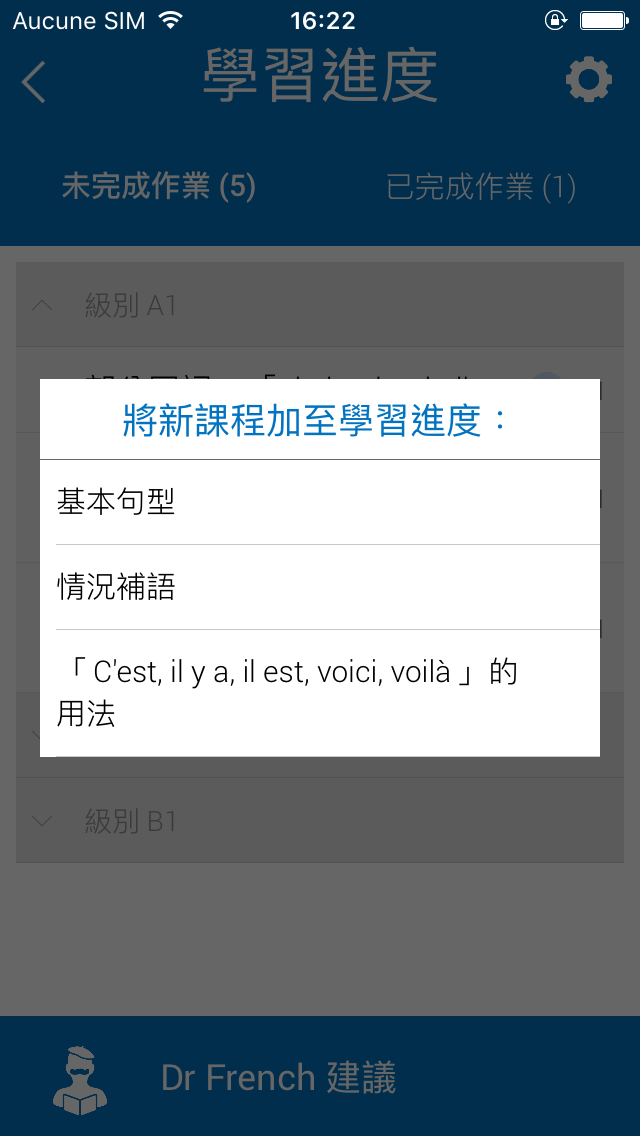 Aucune SIM 16:22
學習進度
未完成作業 (5) 已完成作業 (1)
級別 A1
將新課程加至學習進度：
基本句型
情況補語
「 C'est, il y a, il est, voici, voilà 」的
用法
級別 B1
Dr French 建議